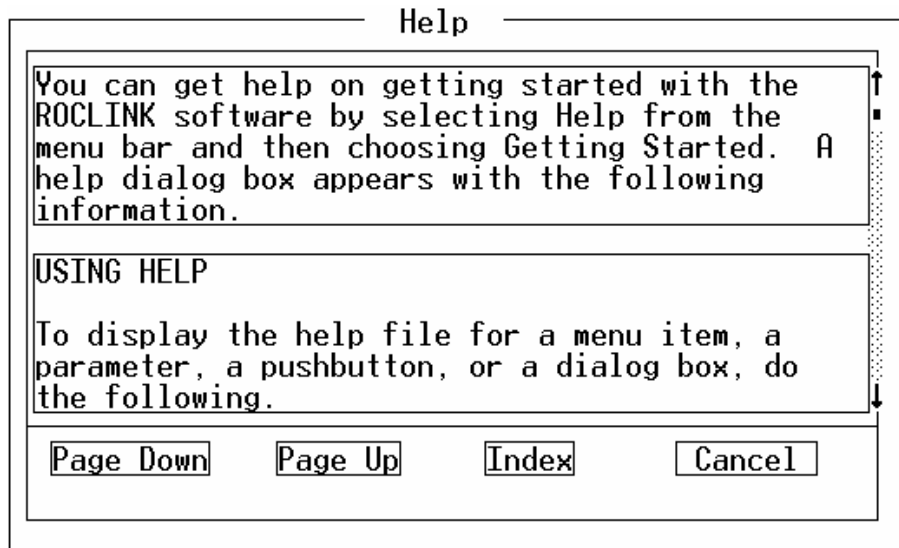 Help
You can get help on getting started with the
ROCLINK software by selecting Help from the
menu bar and then choosing Getting Started.  A
help dialog box appears with the following
information.
USING HELP
To display the help file for a menu item, a
parameter, a pushbutton, or a dialog box, do
the following.
Page Down Page Up Index Cancel